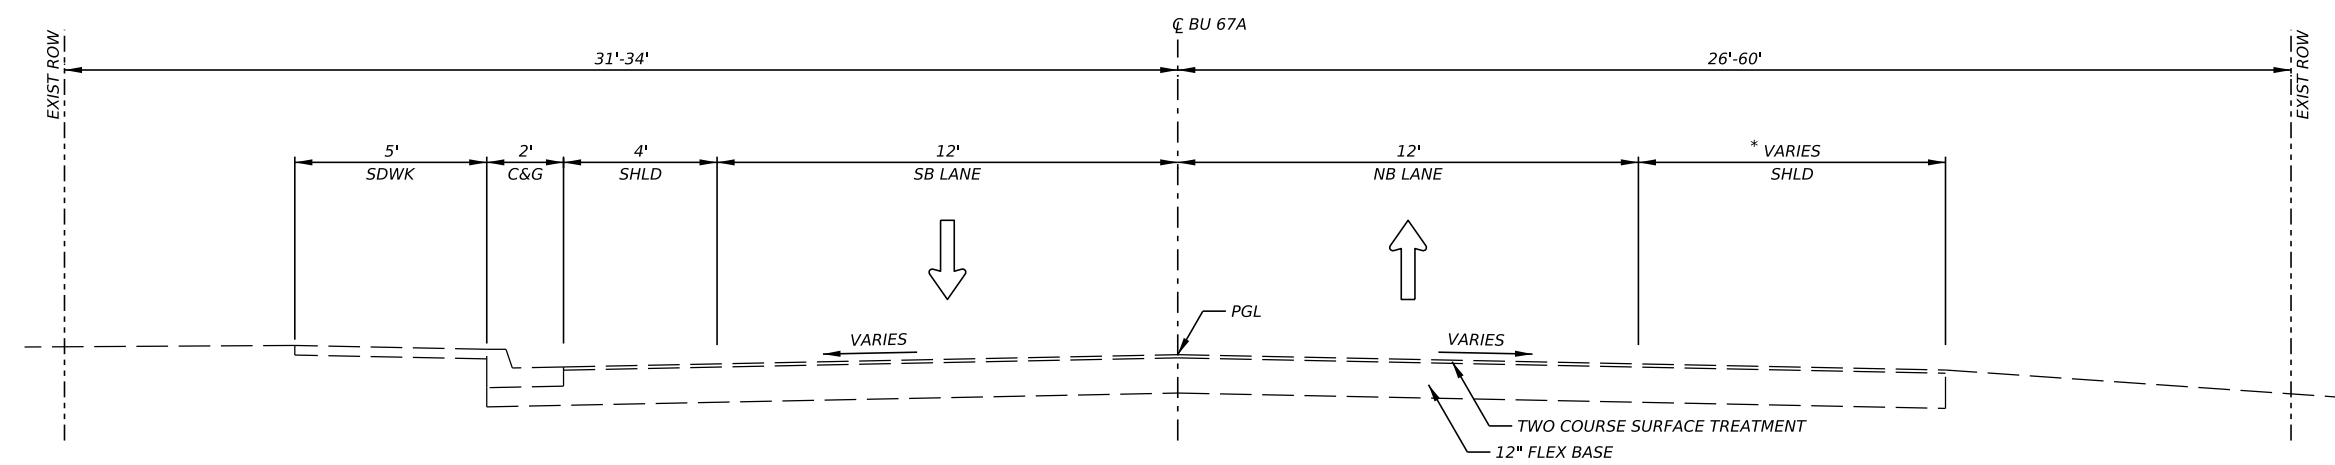 ℄ BU 67A
EXIST ROW
31'-34'
26'-60'
EXIST ROW
5'
SDWK
2'
C&G
4'
SHLD
12'
SB LANE
12'
NB LANE
* VARIES
SHLD
PGL
VARIES
VARIES
TWO COURSE SURFACE TREATMENT
12" FLEX BASE